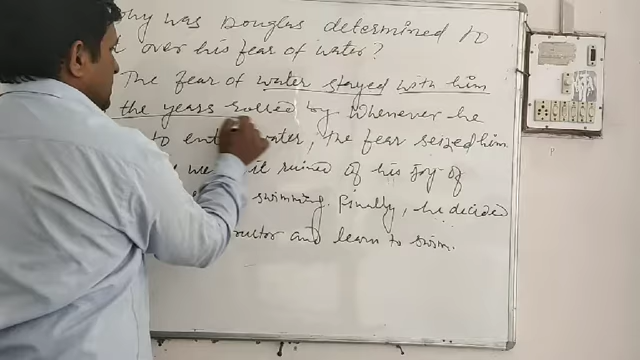 why was Douglas determined to
over his fear of water?
The fear of water stayed with him
the years rolled by. Whenever he
to ent water, the fear seized him.
it ruined of his joy of
swimming. Finally, he decided
ructor and learn to swim.